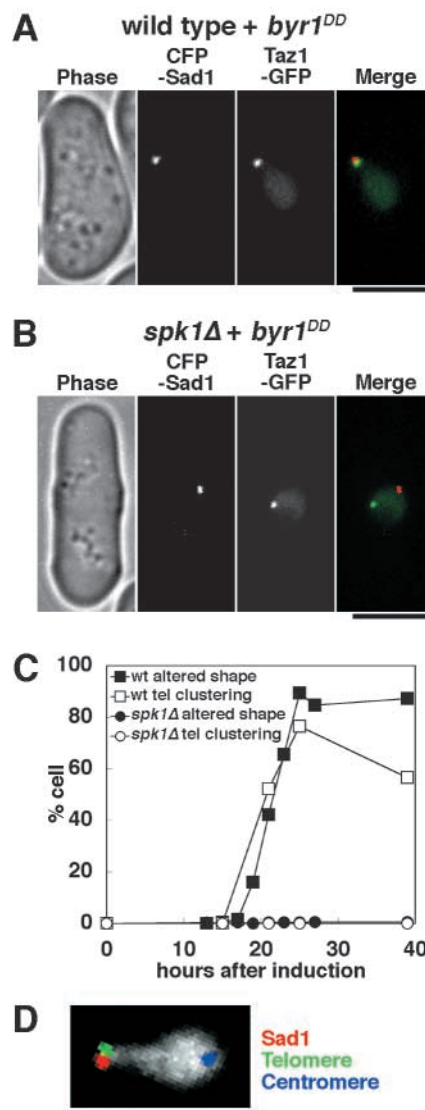 A wild type + byr1DD
Phase CFP -Sad1 Taz1 -GFP Merge
B spk1Δ + byr1DD
Phase CFP -Sad1 Taz1 -GFP Merge
C
100
80
60
40
20
0
% cell
wt altered shape
wt tel clustering
spk1Δ altered shape
spk1Δ tel clustering
0 10 20 30 40
hours after induction
D
Sad1
Telomere
Centromere